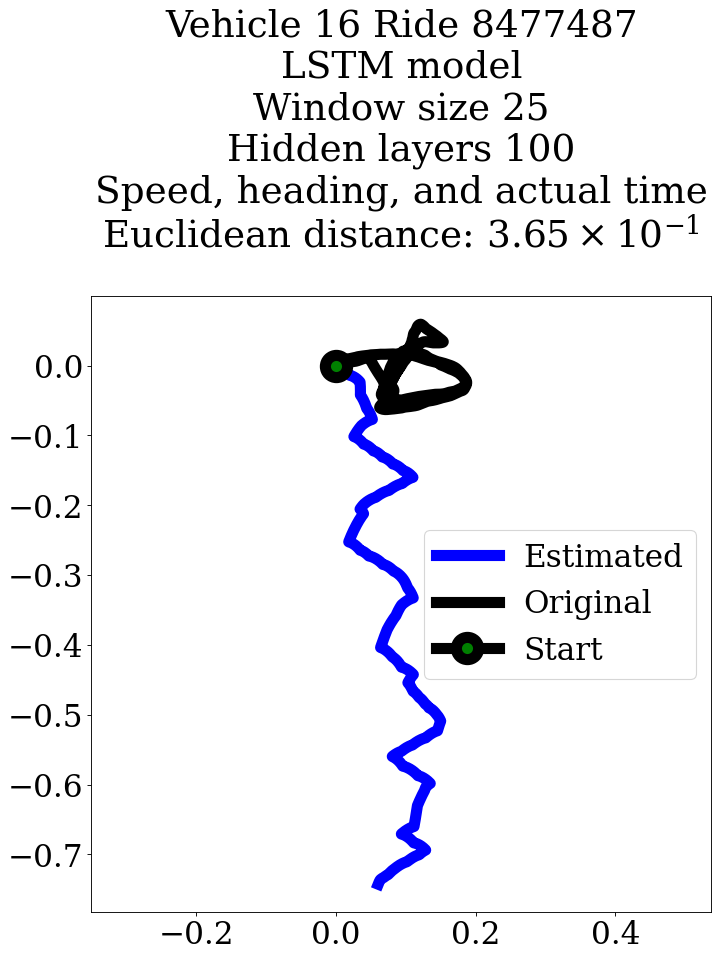 Vehicle 16 Ride 8477487
LSTM model
Window size 25
Hidden layers 100
Speed, heading, and actual time
Euclidean distance: 3.65 × 10⁻¹
0.0
−0.1
−0.2
−0.3
−0.4
−0.5
−0.6
−0.7
Estimated
Original
Start
−0.2 0.0 0.2 0.4